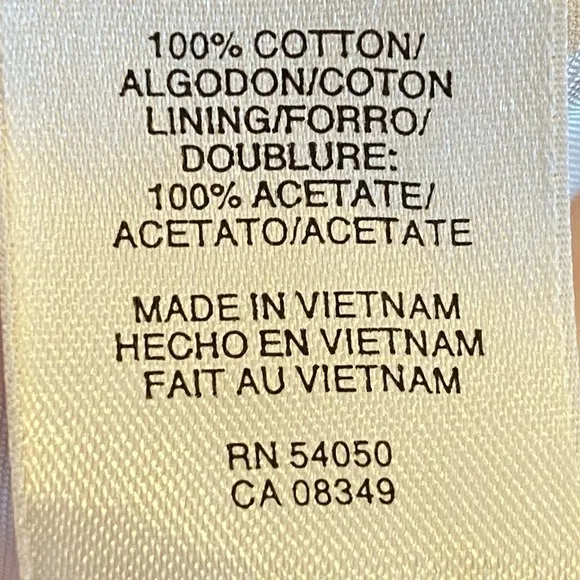 100% COTTON/
ALGODON/COTON
LINING/FORRO/
DOUBLURE:
100% ACETATE/
ACETATO/ACETATE
MADE IN VIETNAM
HECHO EN VIETNAM
FAIT AU VIETNAM
RN 54050
CA 08349